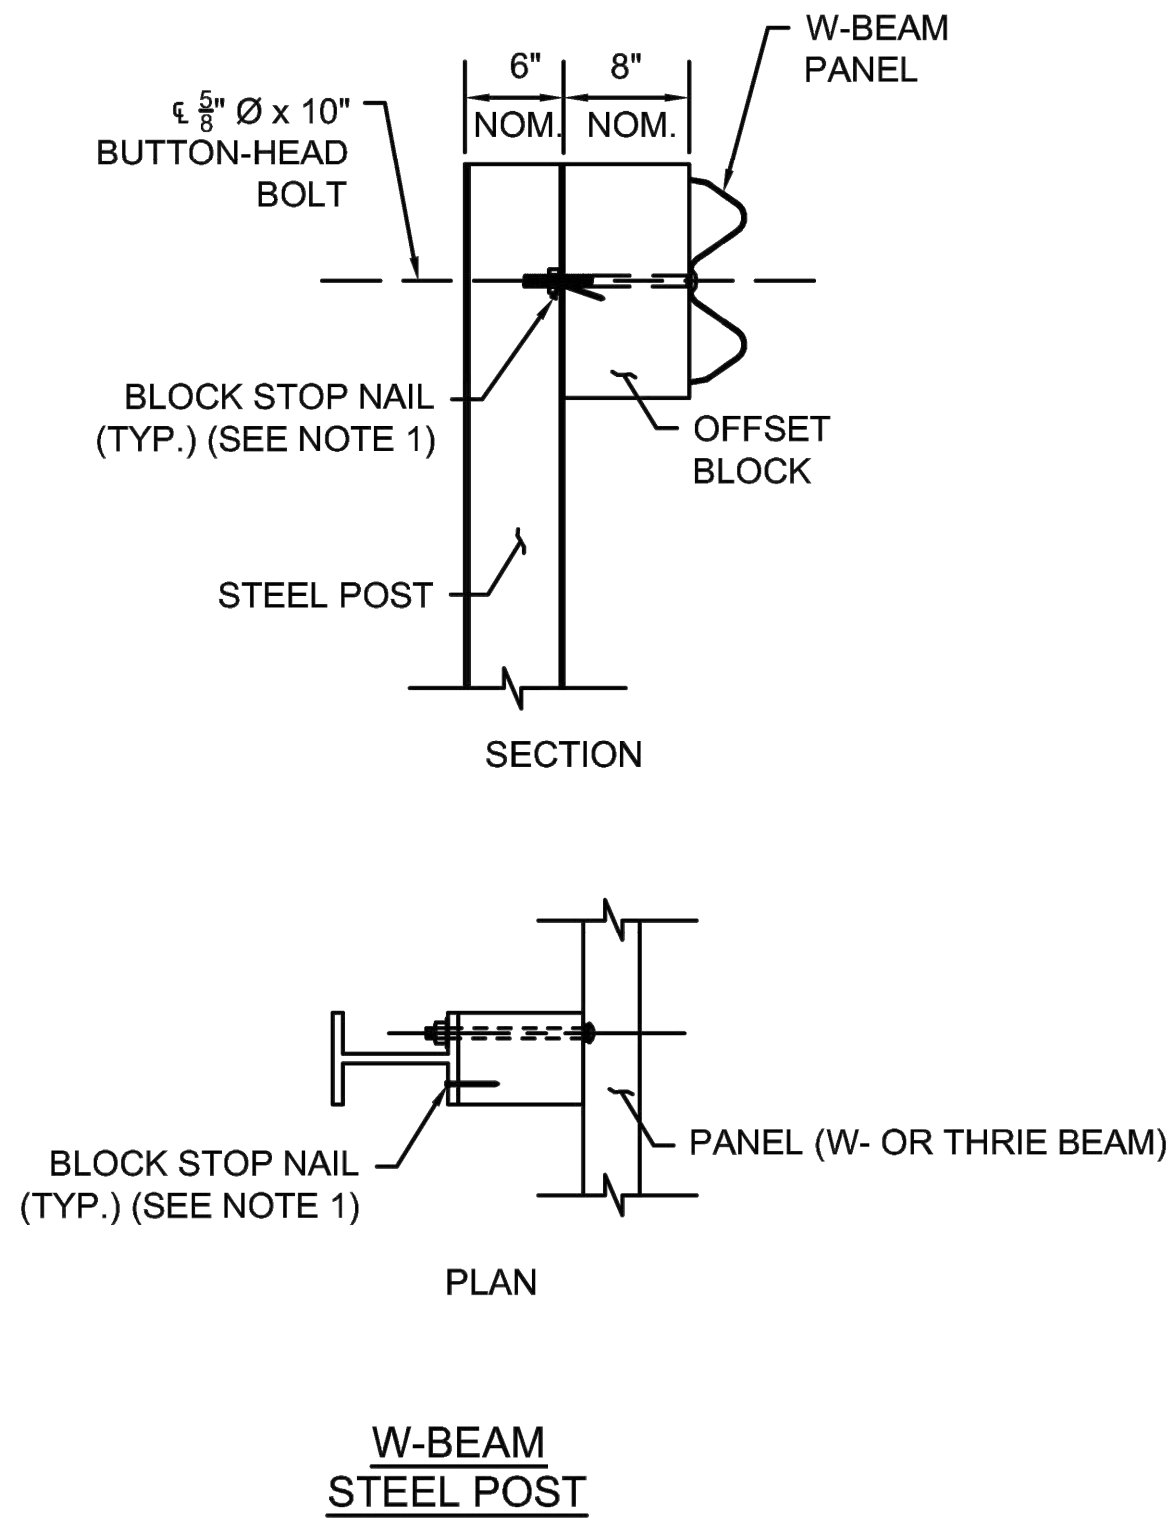 W-BEAM
PANEL
6" 8"
NOM. NOM.
℄ 5/8" Ø x 10"
BUTTON-HEAD
BOLT
BLOCK STOP NAIL
(TYP.) (SEE NOTE 1)
OFFSET
BLOCK
STEEL POST
SECTION
PANEL (W- OR THRIE BEAM)
BLOCK STOP NAIL
(TYP.) (SEE NOTE 1)
PLAN
W-BEAM
STEEL POST